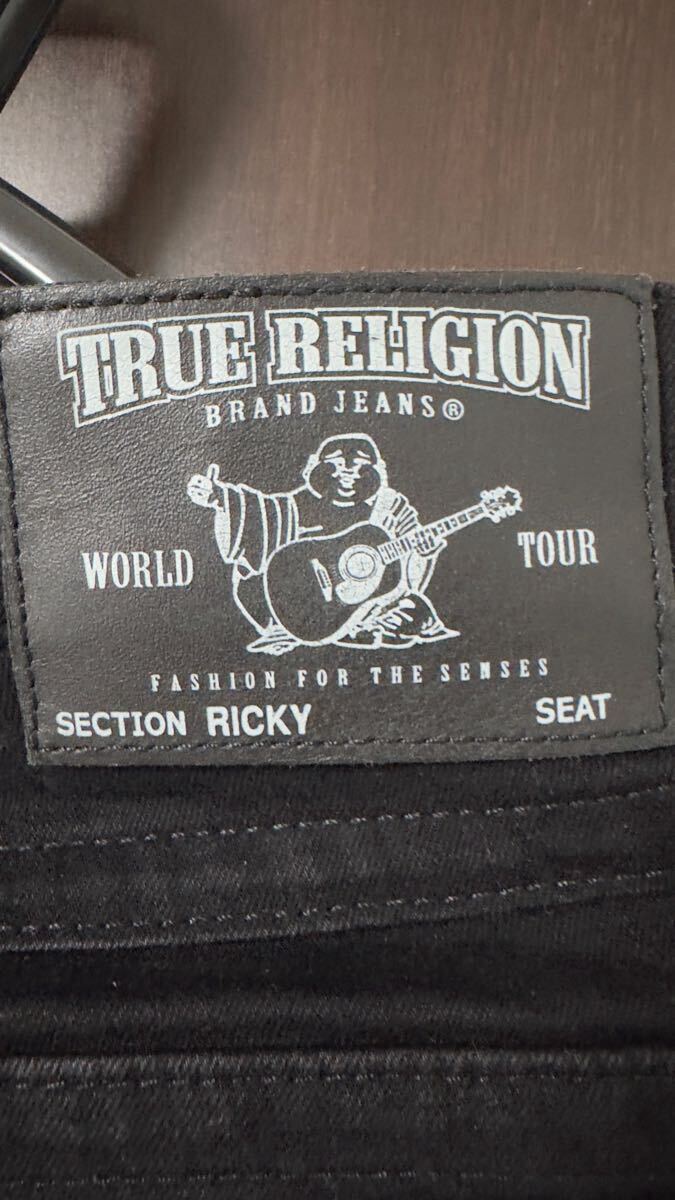 TRUE RELIGION
BRAND JEANS®
WORLD TOUR
FASHION FOR THE SENSES
SECTION RICKY SEAT